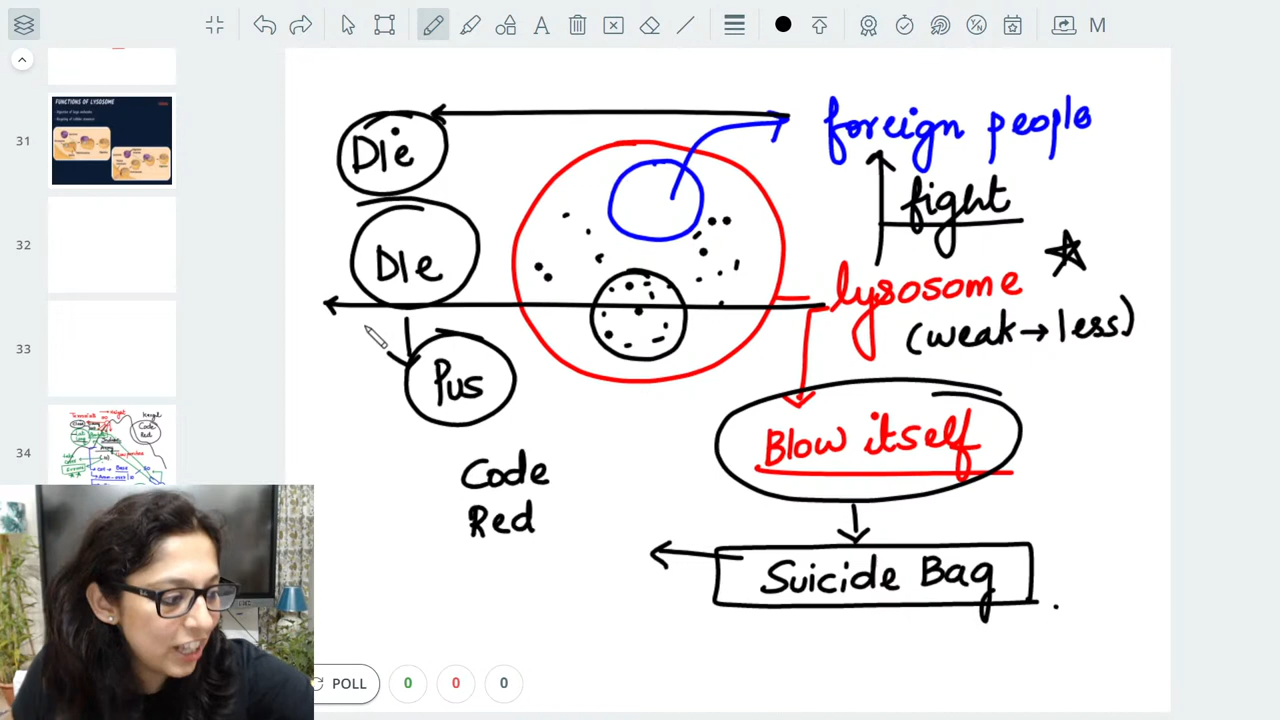 M
FUNCTIONS OF LYSOSOME
31
32
33
34
Die
Die
Pus
foreign people
fight
lysosome
(weak→less)
Blow itself
Code
Red
Suicide Bag
POLL
0
0
0